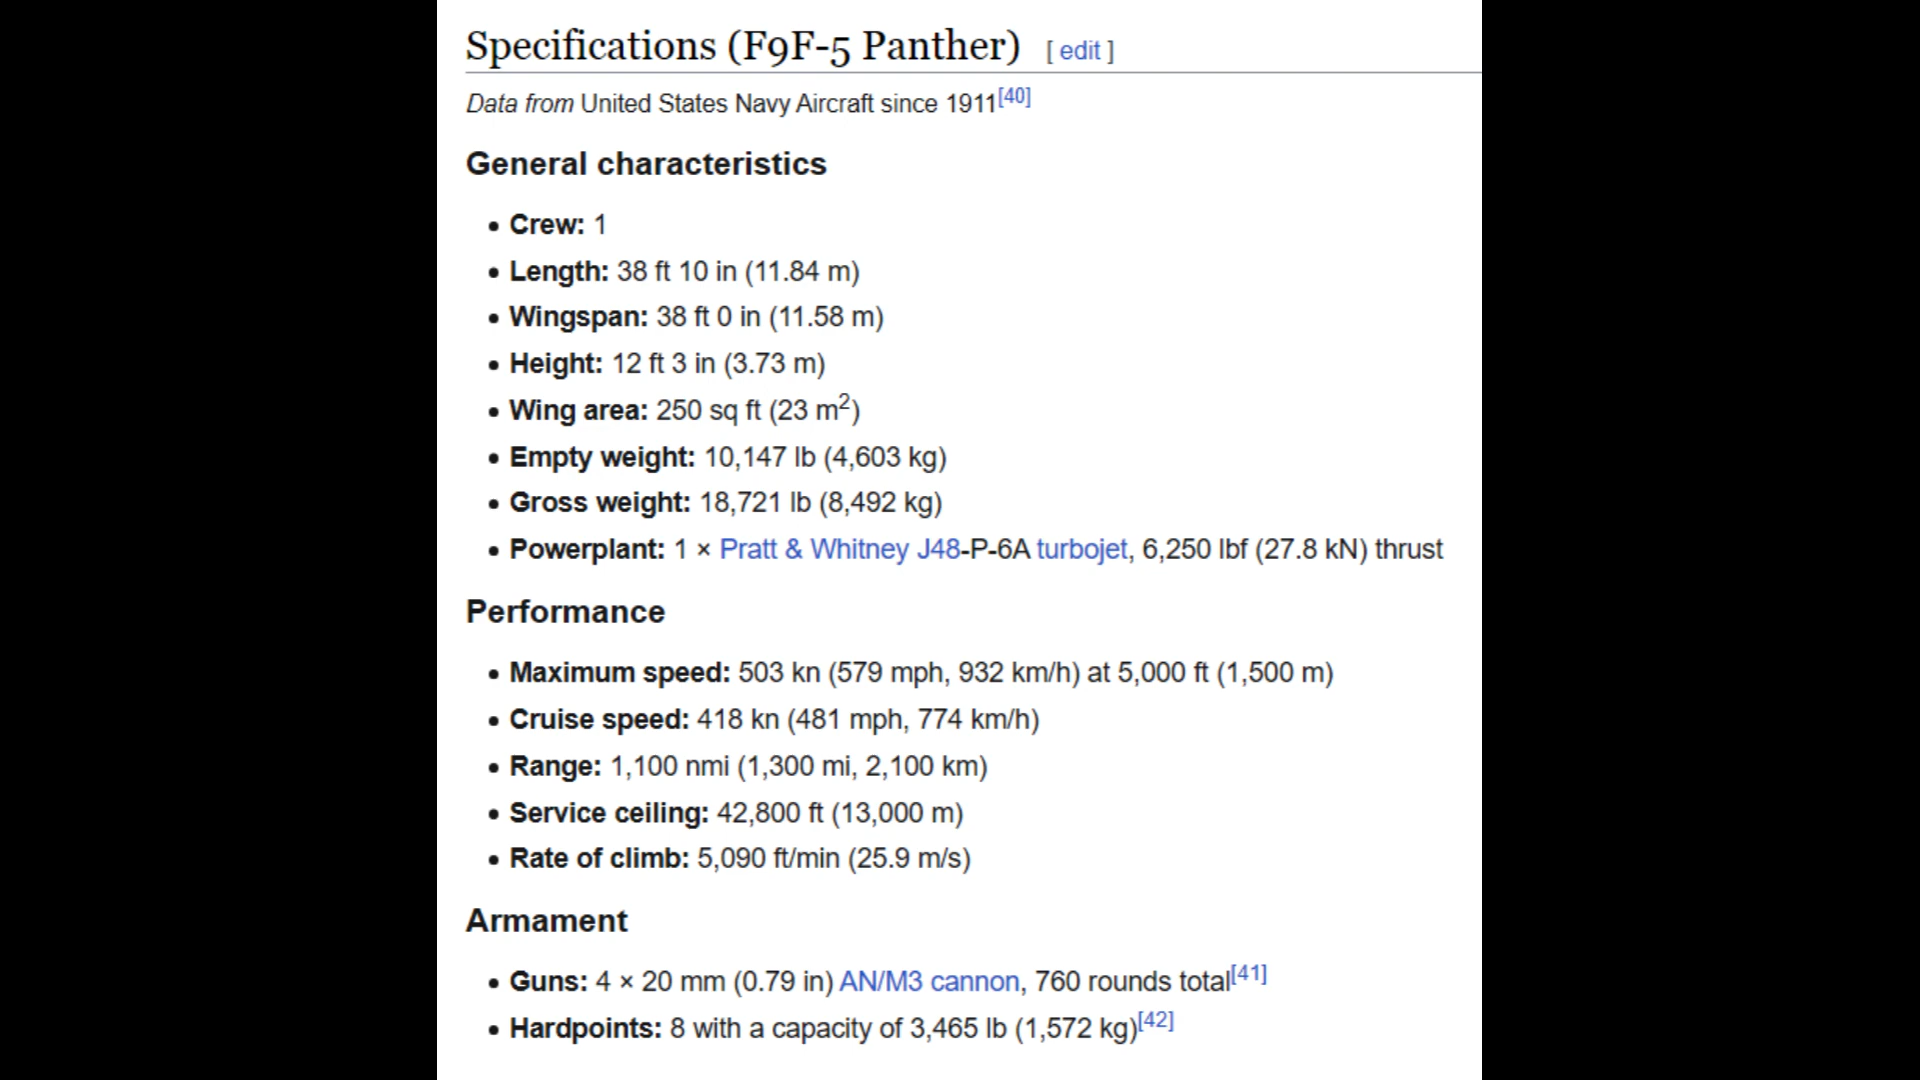 Specifications (F9F-5 Panther) [ edit ]
Data from United States Navy Aircraft since 1911[40]
General characteristics
• Crew: 1
• Length: 38 ft 10 in (11.84 m)
• Wingspan: 38 ft 0 in (11.58 m)
• Height: 12 ft 3 in (3.73 m)
• Wing area: 250 sq ft (23 m2)
• Empty weight: 10,147 lb (4,603 kg)
• Gross weight: 18,721 lb (8,492 kg)
• Powerplant: 1 × Pratt & Whitney J48-P-6A turbojet, 6,250 lbf (27.8 kN) thrust
Performance
• Maximum speed: 503 kn (579 mph, 932 km/h) at 5,000 ft (1,500 m)
• Cruise speed: 418 kn (481 mph, 774 km/h)
• Range: 1,100 nmi (1,300 mi, 2,100 km)
• Service ceiling: 42,800 ft (13,000 m)
• Rate of climb: 5,090 ft/min (25.9 m/s)
Armament
• Guns: 4 × 20 mm (0.79 in) AN/M3 cannon, 760 rounds total[41]
• Hardpoints: 8 with a capacity of 3,465 lb (1,572 kg)[42]